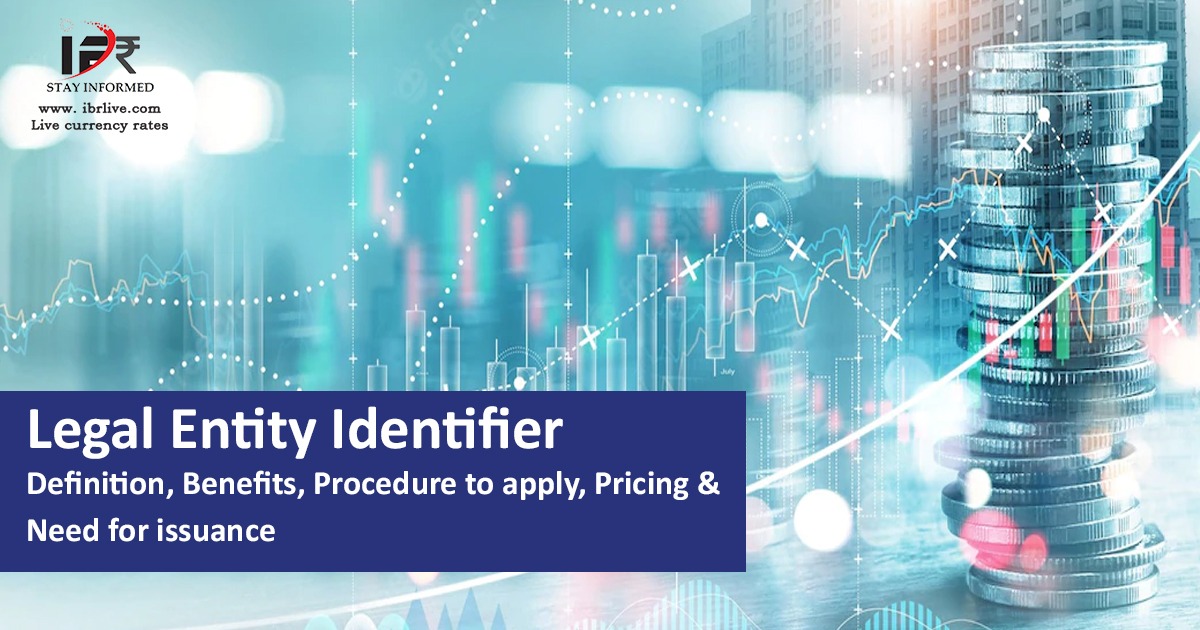 IBR
STAY INFORMED
www. ibrlive.com
Live currency rates
July
Legal Entity Identifier
Definition, Benefits, Procedure to apply, Pricing &
Need for issuance